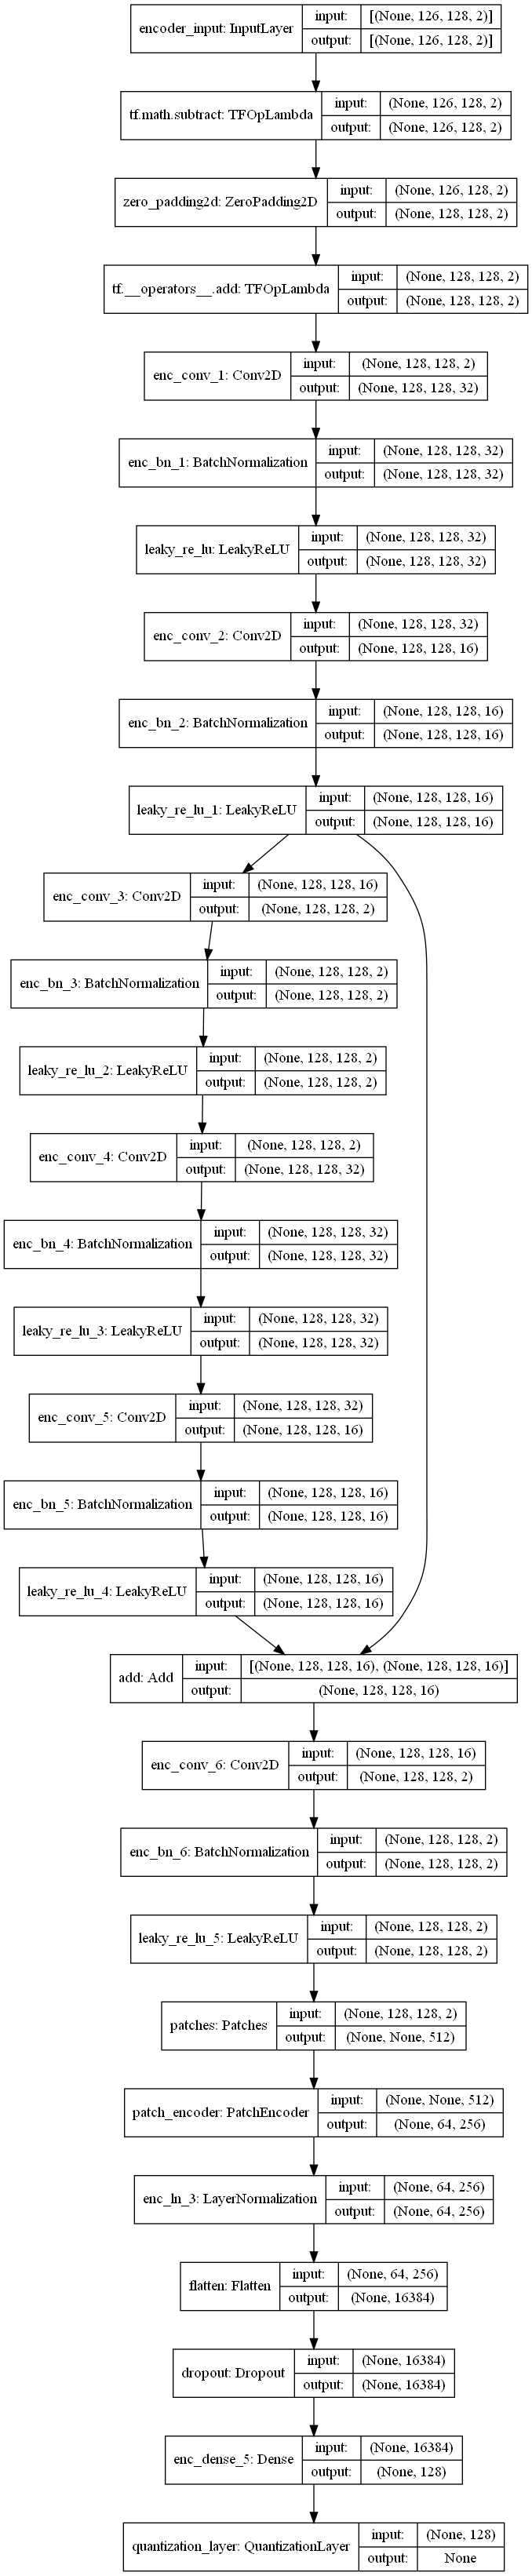 encoder_input: InputLayer
input: [(None, 126, 128, 2)]
output: [(None, 126, 128, 2)]
tf.math.subtract: TFOpLambda
input: (None, 126, 128, 2)
output: (None, 126, 128, 2)
zero_padding2d: ZeroPadding2D
input: (None, 126, 128, 2)
output: (None, 128, 128, 2)
tf.__operators__.add: TFOpLambda
input: (None, 128, 128, 2)
output: (None, 128, 128, 2)
enc_conv_1: Conv2D
input: (None, 128, 128, 2)
output: (None, 128, 128, 32)
enc_bn_1: BatchNormalization
input: (None, 128, 128, 32)
output: (None, 128, 128, 32)
leaky_re_lu: LeakyReLU
input: (None, 128, 128, 32)
output: (None, 128, 128, 32)
enc_conv_2: Conv2D
input: (None, 128, 128, 32)
output: (None, 128, 128, 16)
enc_bn_2: BatchNormalization
input: (None, 128, 128, 16)
output: (None, 128, 128, 16)
leaky_re_lu_1: LeakyReLU
input: (None, 128, 128, 16)
output: (None, 128, 128, 16)
enc_conv_3: Conv2D
input: (None, 128, 128, 16)
output: (None, 128, 128, 2)
enc_bn_3: BatchNormalization
input: (None, 128, 128, 2)
output: (None, 128, 128, 2)
leaky_re_lu_2: LeakyReLU
input: (None, 128, 128, 2)
output: (None, 128, 128, 2)
enc_conv_4: Conv2D
input: (None, 128, 128, 2)
output: (None, 128, 128, 32)
enc_bn_4: BatchNormalization
input: (None, 128, 128, 32)
output: (None, 128, 128, 32)
leaky_re_lu_3: LeakyReLU
input: (None, 128, 128, 32)
output: (None, 128, 128, 32)
enc_conv_5: Conv2D
input: (None, 128, 128, 32)
output: (None, 128, 128, 16)
enc_bn_5: BatchNormalization
input: (None, 128, 128, 16)
output: (None, 128, 128, 16)
leaky_re_lu_4: LeakyReLU
input: (None, 128, 128, 16)
output: (None, 128, 128, 16)
add: Add
input: [(None, 128, 128, 16), (None, 128, 128, 16)]
output: (None, 128, 128, 16)
enc_conv_6: Conv2D
input: (None, 128, 128, 16)
output: (None, 128, 128, 2)
enc_bn_6: BatchNormalization
input: (None, 128, 128, 2)
output: (None, 128, 128, 2)
leaky_re_lu_5: LeakyReLU
input: (None, 128, 128, 2)
output: (None, 128, 128, 2)
patches: Patches
input: (None, 128, 128, 2)
output: (None, None, 512)
patch_encoder: PatchEncoder
input: (None, None, 512)
output: (None, 64, 256)
enc_ln_3: LayerNormalization
input: (None, 64, 256)
output: (None, 64, 256)
flatten: Flatten
input: (None, 64, 256)
output: (None, 16384)
dropout: Dropout
input: (None, 16384)
output: (None, 16384)
enc_dense_5: Dense
input: (None, 16384)
output: (None, 128)
quantization_layer: QuantizationLayer
input: (None, 128)
output: None